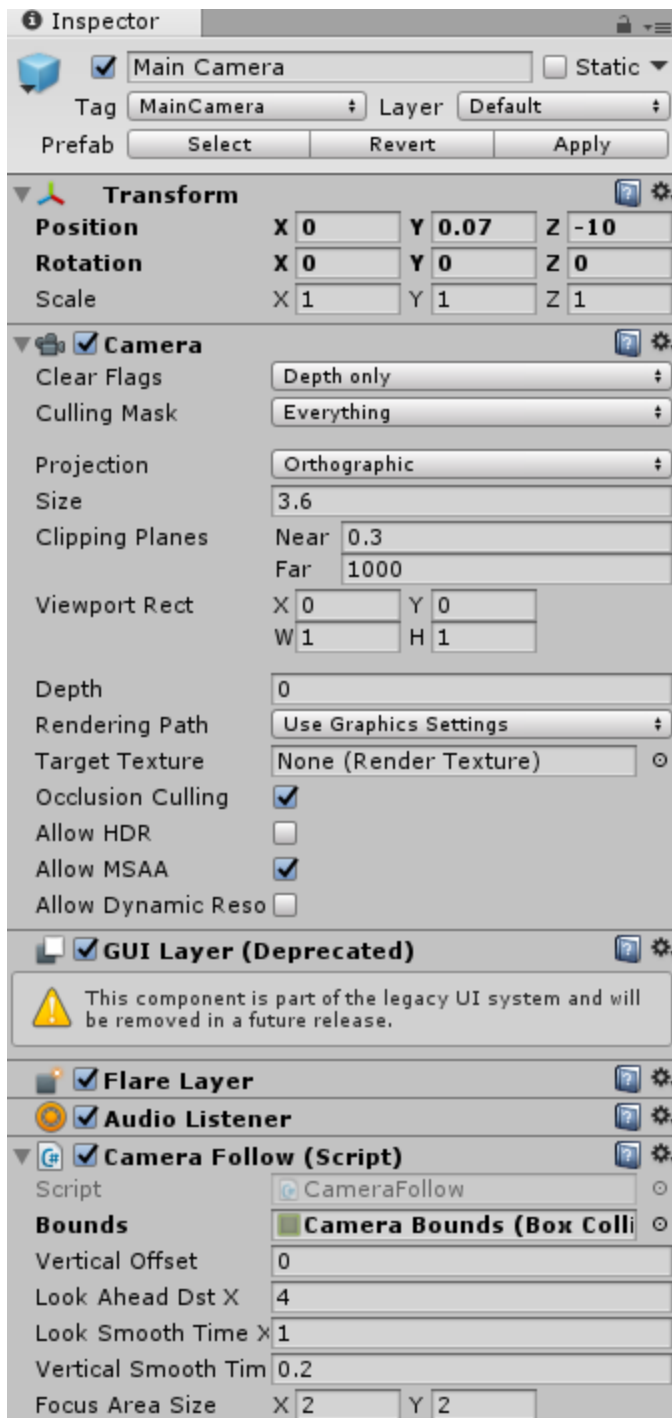 Inspector
Main Camera Static
Tag MainCamera Layer Default
Prefab Select Revert Apply
Transform
Position X 0 Y 0.07 Z -10
Rotation X 0 Y 0 Z 0
Scale X 1 Y 1 Z 1
Camera
Clear Flags Depth only
Culling Mask Everything
Projection Orthographic
Size 3.6
Clipping Planes Near 0.3
Far 1000
Viewport Rect X 0 Y 0
W 1 H 1
Depth 0
Rendering Path Use Graphics Settings
Target Texture None (Render Texture)
Occlusion Culling
Allow HDR
Allow MSAA
Allow Dynamic Reso
GUI Layer (Deprecated)
This component is part of the legacy UI system and will
be removed in a future release.
Flare Layer
Audio Listener
Camera Follow (Script)
Script CameraFollow
Bounds Camera Bounds (Box Colli
Vertical Offset 0
Look Ahead Dst X 4
Look Smooth Time X 1
Vertical Smooth Tim 0.2
Focus Area Size X 2 Y 2